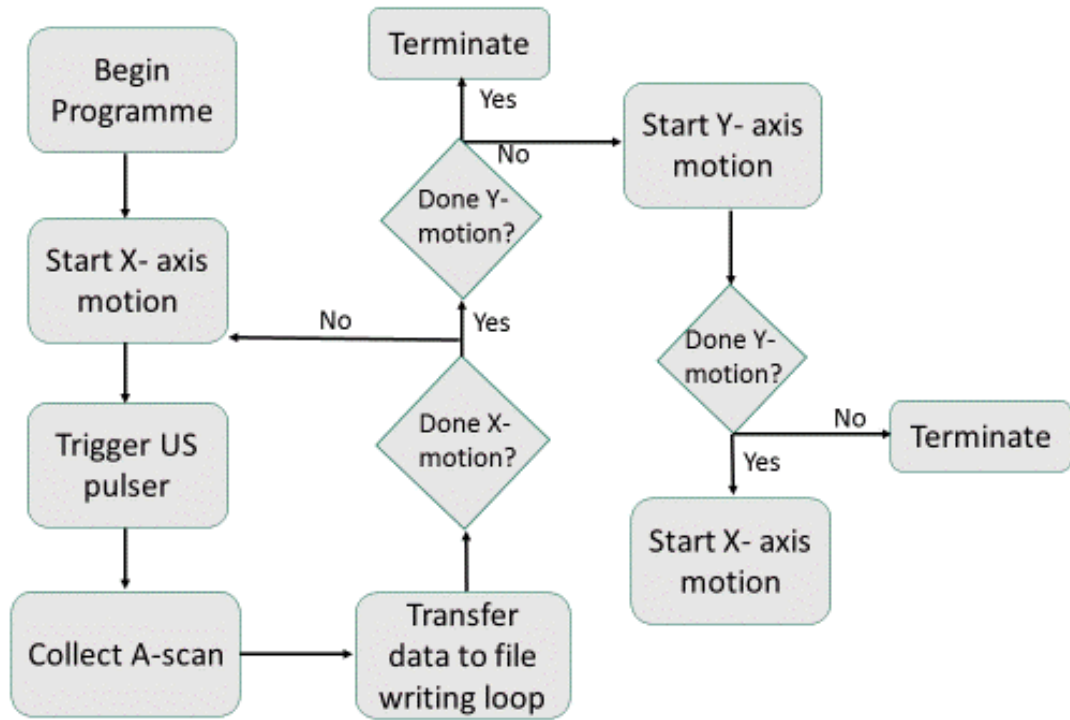 Begin
Programme
Start X- axis
motion
Trigger US
pulser
Collect A-scan
Transfer
data to file
writing loop
Done X-
motion?
No
Yes
Done Y-
motion?
Yes
Terminate
No
Start Y- axis
motion
Done Y-
motion?
No
Terminate
Yes
Start X- axis
motion